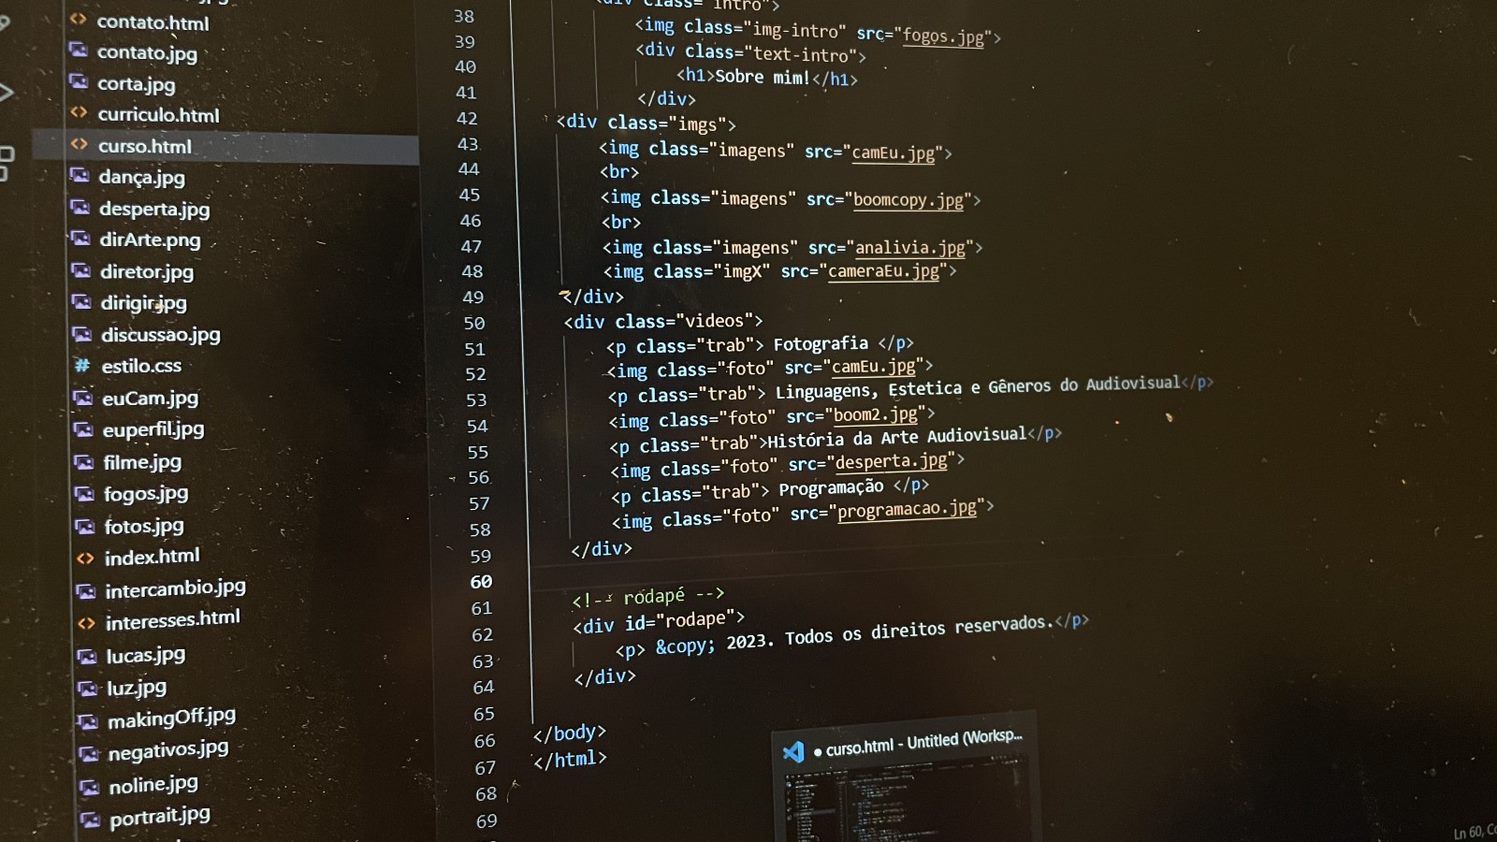 contato.html
contato.jpg
corta.jpg
curriculo.html
curso.html
dança.jpg
desperta.jpg
dirArte.png
diretor.jpg
dirigir.jpg
discussao.jpg
estilo.css
euCam.jpg
euperfil.jpg
filme.jpg
fogos.jpg
fotos.jpg
index.html
intercambio.jpg
interesses.html
lucas.jpg
luz.jpg
makingOff.jpg
negativos.jpg
noline.jpg
portrait.jpg
<div class="intro">
38 <img class="img-intro" src="fogos.jpg">
39 <div class="text-intro">
40 <h1>Sobre mim!</h1>
41 </div>
42 <div class="imgs">
43 <img class="imagens" src="camEu.jpg">
44 <br>
45 <img class="imagens" src="boomcopy.jpg">
46 <br>
47 <img class="imagens" src="analivia.jpg">
48 <img class="imgX" src="cameraEu.jpg">
49 </div>
50 <div class="videos">
51 <p class="trab"> Fotografia </p>
52 <img class="foto" src="camEu.jpg">
53 <p class="trab"> Linguagens, Estetica e Gêneros do Audiovisual</p>
54 <img class="foto" src="boom2.jpg">
55 <p class="trab">História da Arte Audiovisual</p>
56 <img class="foto" src="desperta.jpg">
57 <p class="trab"> Programação </p>
58 <img class="foto" src="programacao.jpg">
59 </div>
60
61 <!-- rodapé -->
62 <div id="rodape">
63 <p> &copy; 2023. Todos os direitos reservados.</p>
64 </div>
65
66 </body>
67 </html>
68
69
curso.html - Untitled (Worksp...
Ln 60,